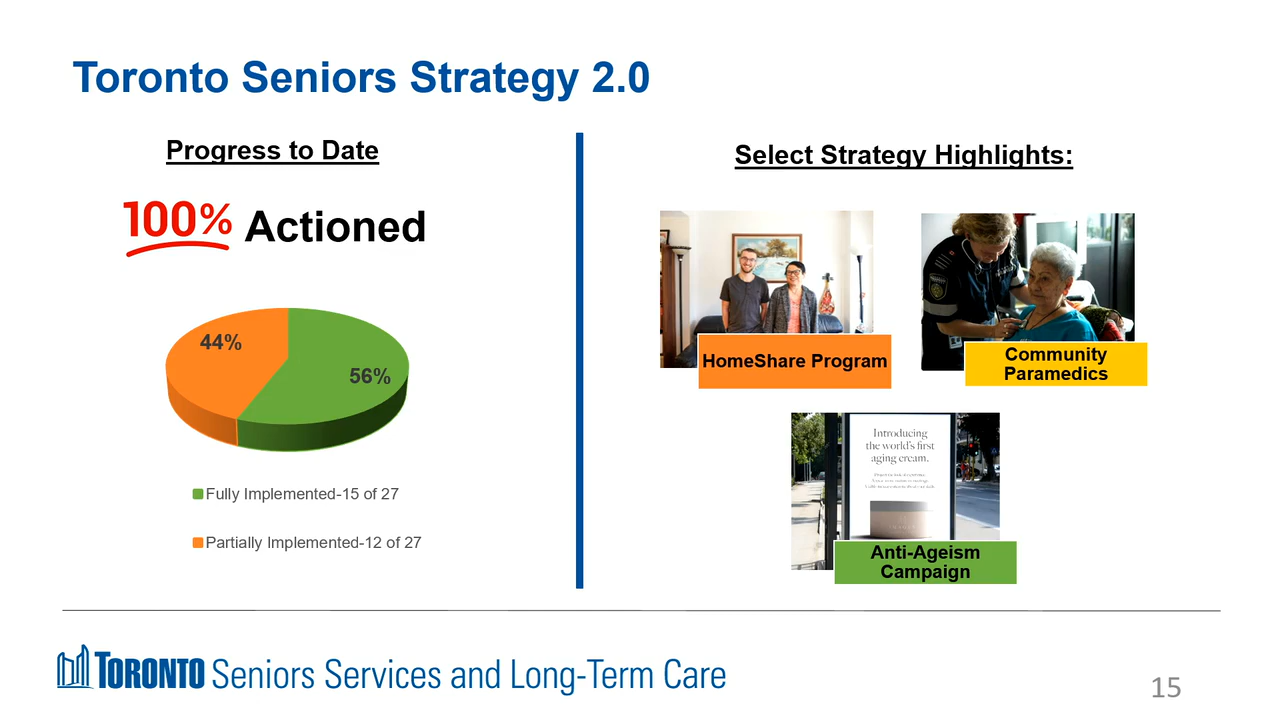 Toronto Seniors Strategy 2.0
Progress to Date
100% Actioned
44%
56%
Fully Implemented-15 of 27
Partially Implemented-12 of 27
Select Strategy Highlights:
HomeShare Program
Community
Paramedics
Introducing
the world's first
aging cream.
Anti-Ageism
Campaign
TORONTO Seniors Services and Long-Term Care
15